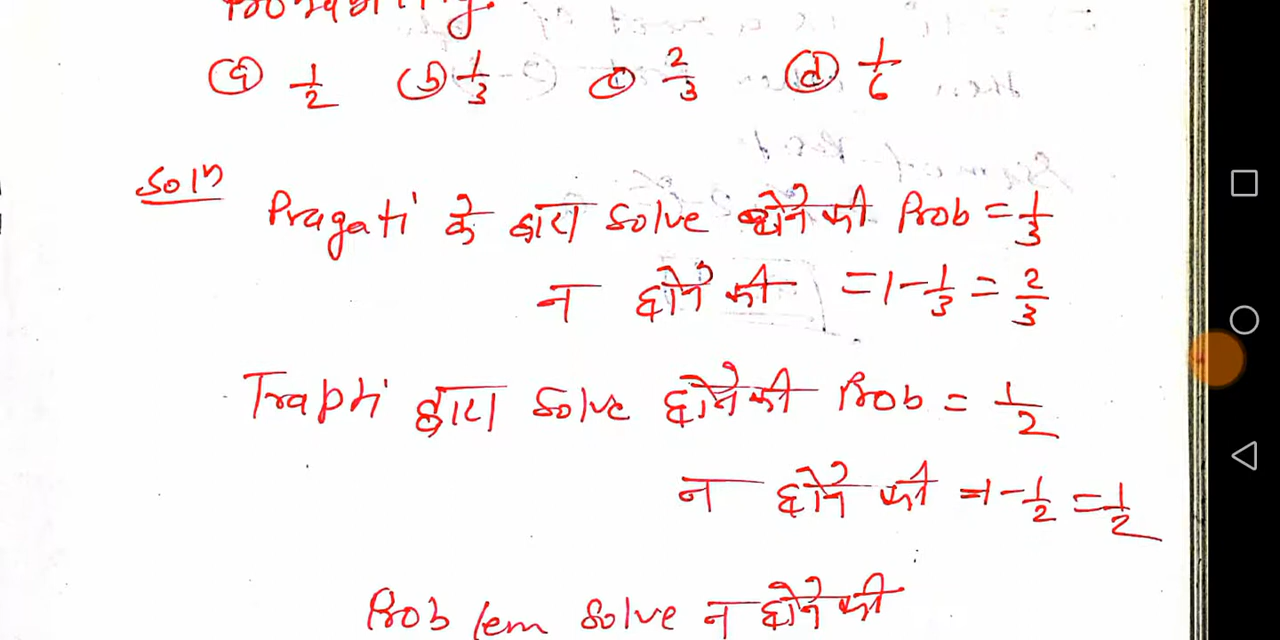 ⓐ 1/2 ⓑ 1/3 ⓒ 2/3 ⓓ 1/6
Soln
Pragati के द्वारा solve होने की Prob = 1/3
न होने की = 1 - 1/3 = 2/3
Trapti द्वारा solve होने की Prob = 1/2
न होने की = 1 - 1/2 = 1/2
Problem solve न होने की